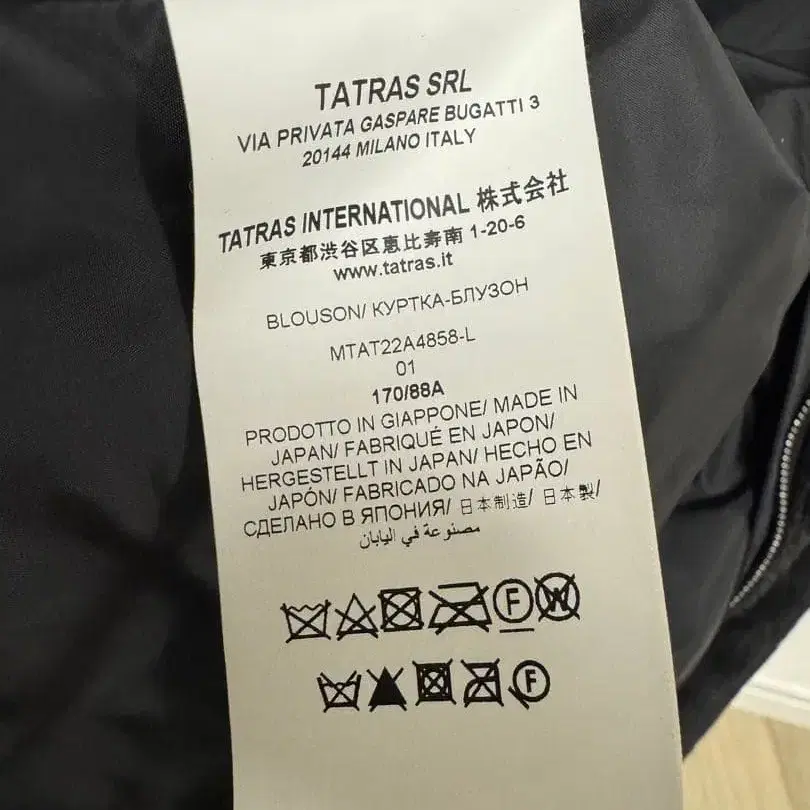 TATRAS SRL
VIA PRIVATA GASPARE BUGATTI 3
20144 MILANO ITALY
TATRAS INTERNATIONAL 株式会社
東京都渋谷区恵比寿南 1-20-6
www.tatras.it
BLOUSON/ КУРТКА-БЛУЗОН
MTAT22A4858-L
01
170/88A
PRODOTTO IN GIAPPONE/ MADE IN
JAPAN/ FABRIQUÉ EN JAPON/
HERGESTELLT IN JAPAN/ HECHO EN
JAPÓN/ FABRICADO NA JAPÃO/
СДЕЛАНО В ЯПОНИЯ/ 日本制造/ 日本製/
مصنوعة في اليابان
F W
F